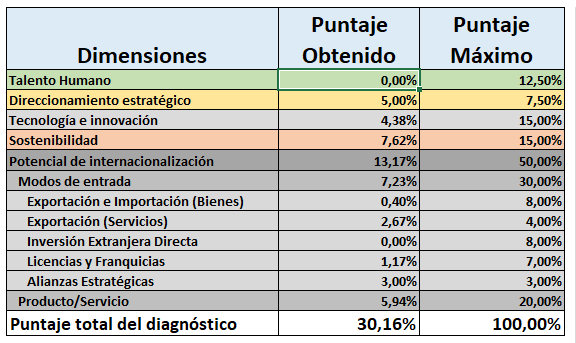 Dimensiones Puntaje Obtenido Puntaje Máximo
Talento Humano 0,00% 12,50%
Direccionamiento estratégico 5,00% 7,50%
Tecnología e innovación 4,38% 15,00%
Sostenibilidad 7,62% 15,00%
Potencial de internacionalización 13,17% 50,00%
Modos de entrada 7,23% 30,00%
Exportación e Importación (Bienes) 0,40% 8,00%
Exportación (Servicios) 2,67% 4,00%
Inversión Extranjera Directa 0,00% 8,00%
Licencias y Franquicias 1,17% 7,00%
Alianzas Estratégicas 3,00% 3,00%
Producto/Servicio 5,94% 20,00%
Puntaje total del diagnóstico 30,16% 100,00%